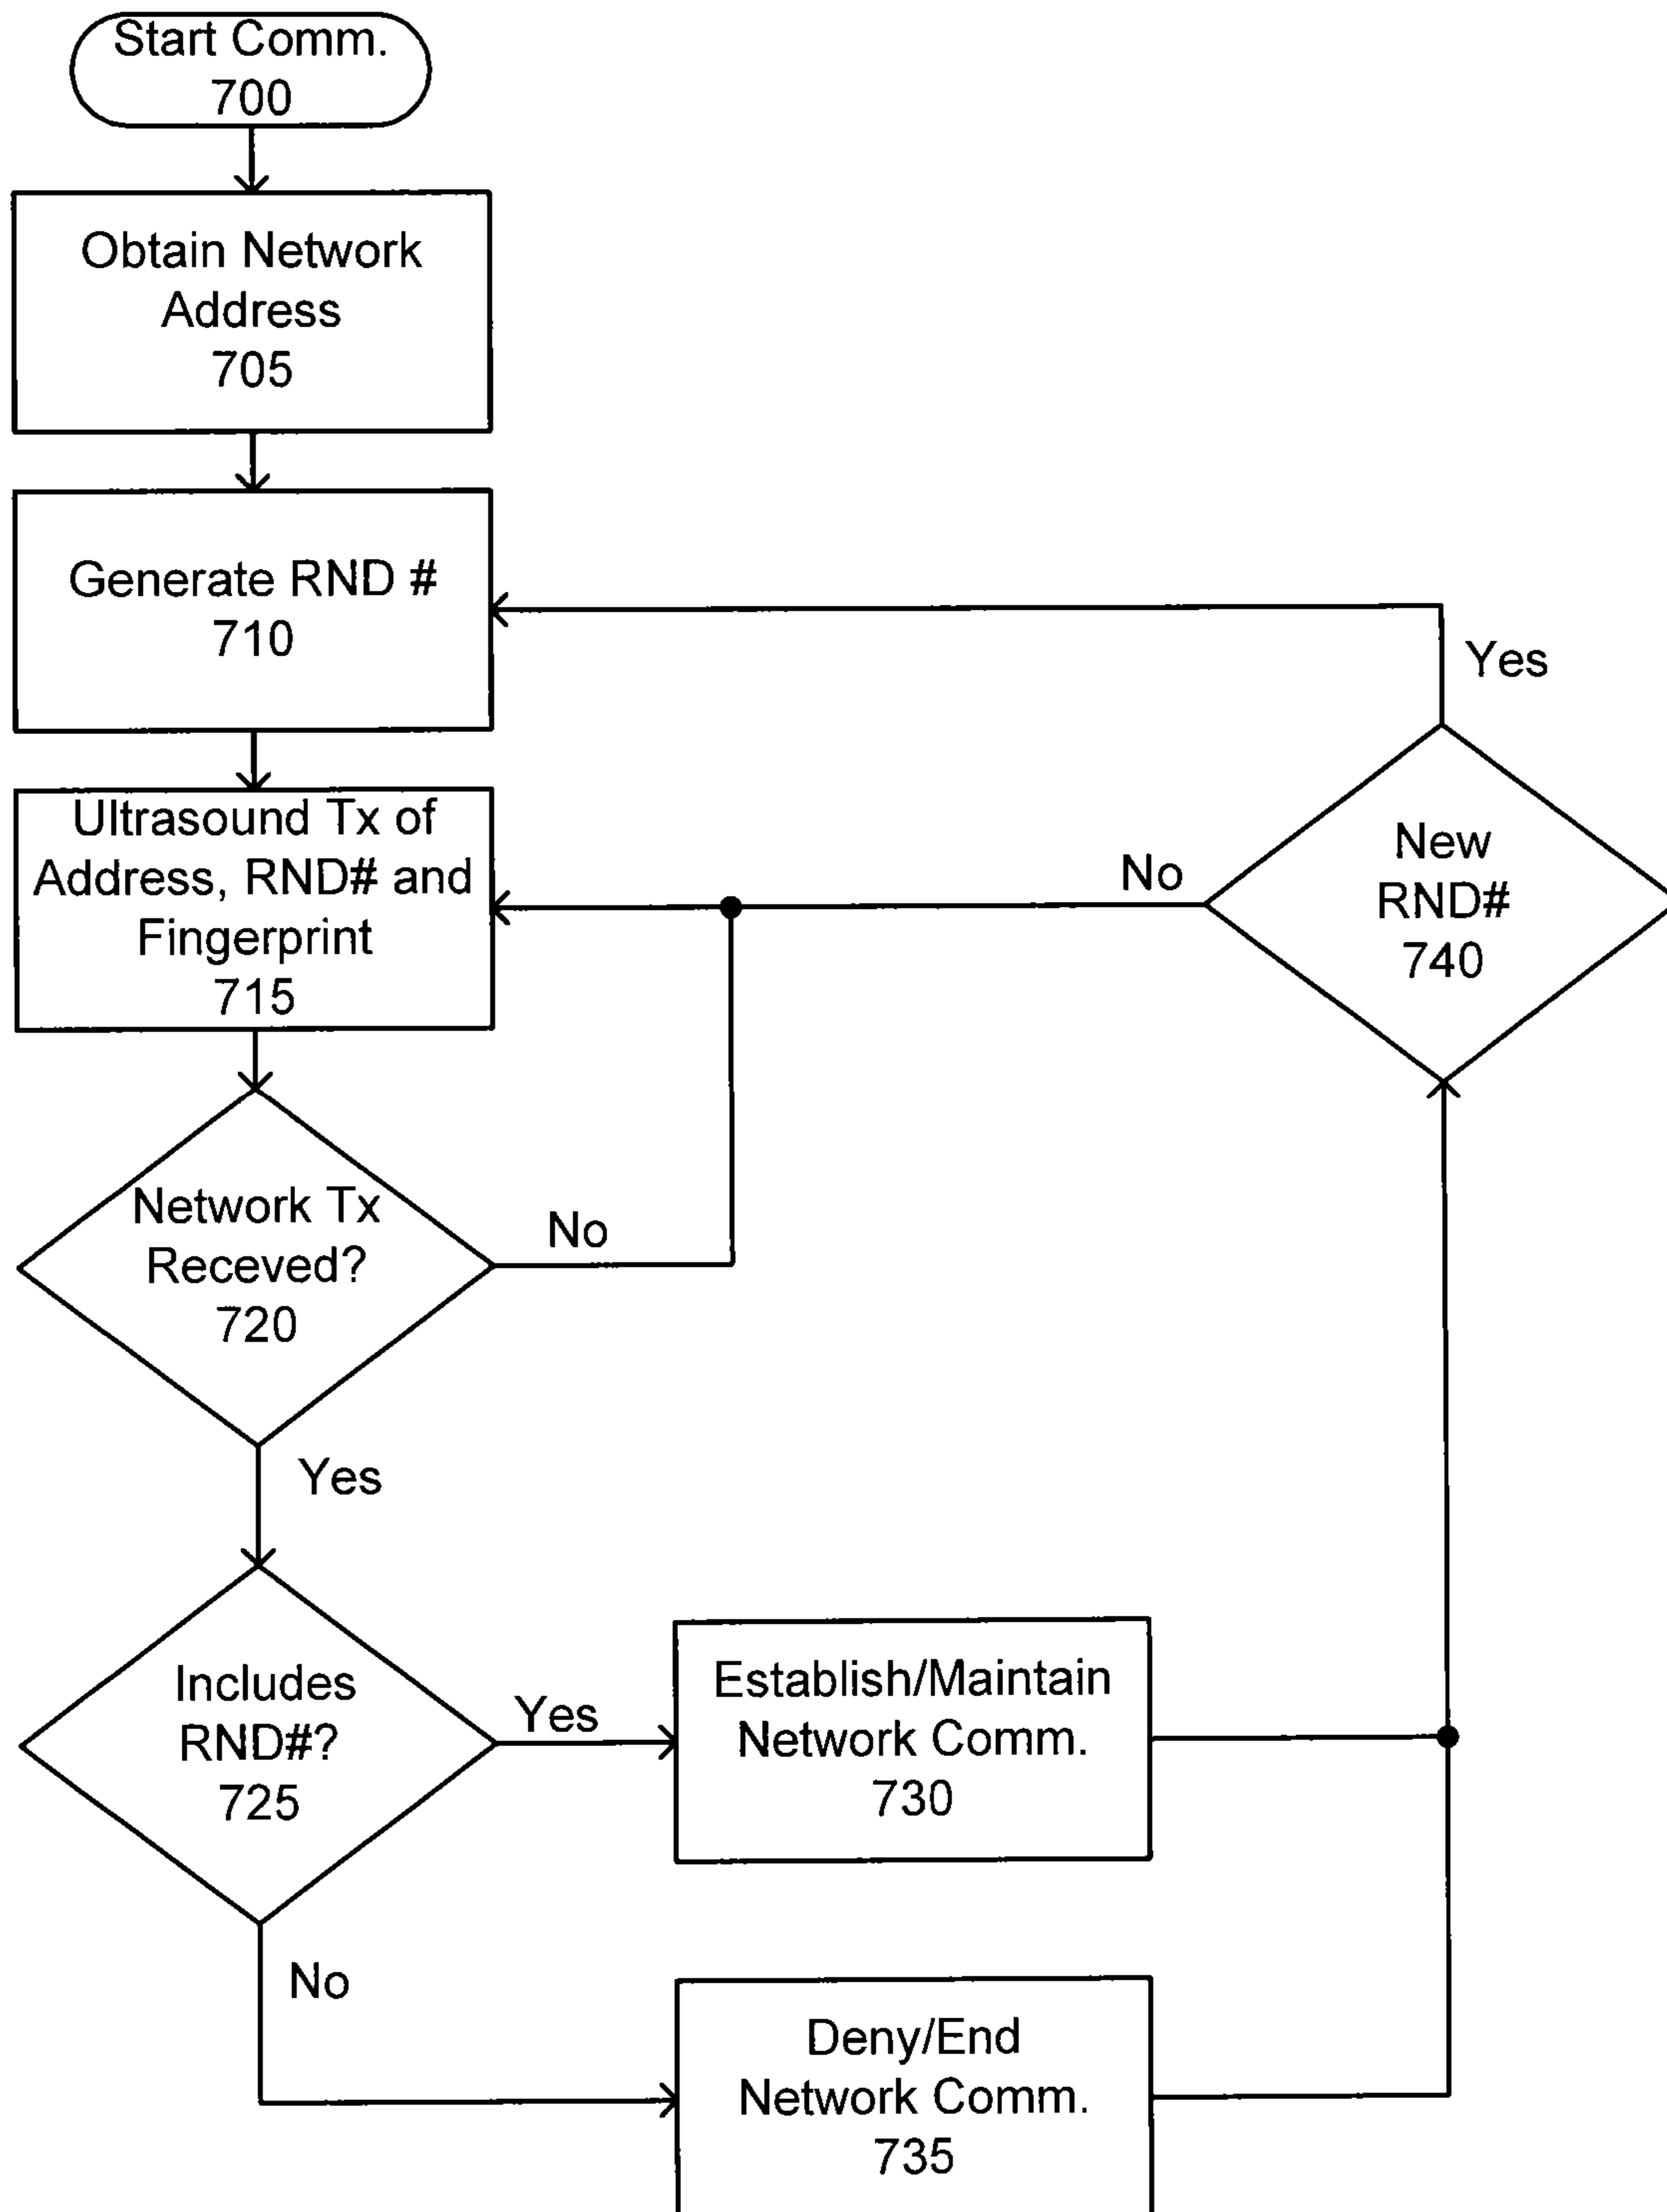 Start Comm.
700
Obtain Network
Address
705
Generate RND #
710
Yes
Ultrasound Tx of
Address, RND# and
Fingerprint
715
No
New
RND#
740
Network Tx
Receved?
720
No
Yes
Includes
RND#?
725
Yes
Establish/Maintain
Network Comm.
730
No
Deny/End
Network Comm.
735